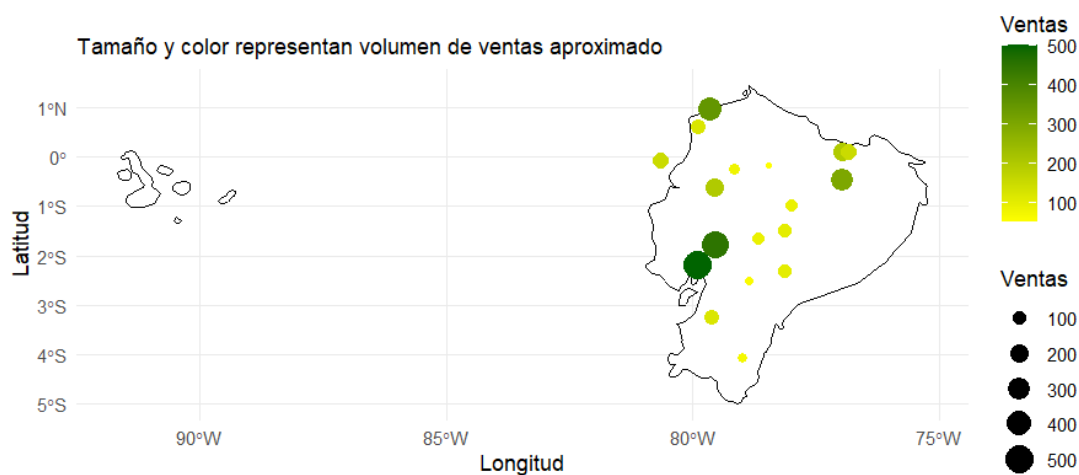 Tamaño y color representan volumen de ventas aproximado
Ventas
500
400
300
200
100
Ventas
100
200
300
400
500
Latitud
1°N
0°
1°S
2°S
3°S
4°S
5°S
90°W
85°W
80°W
75°W
Longitud